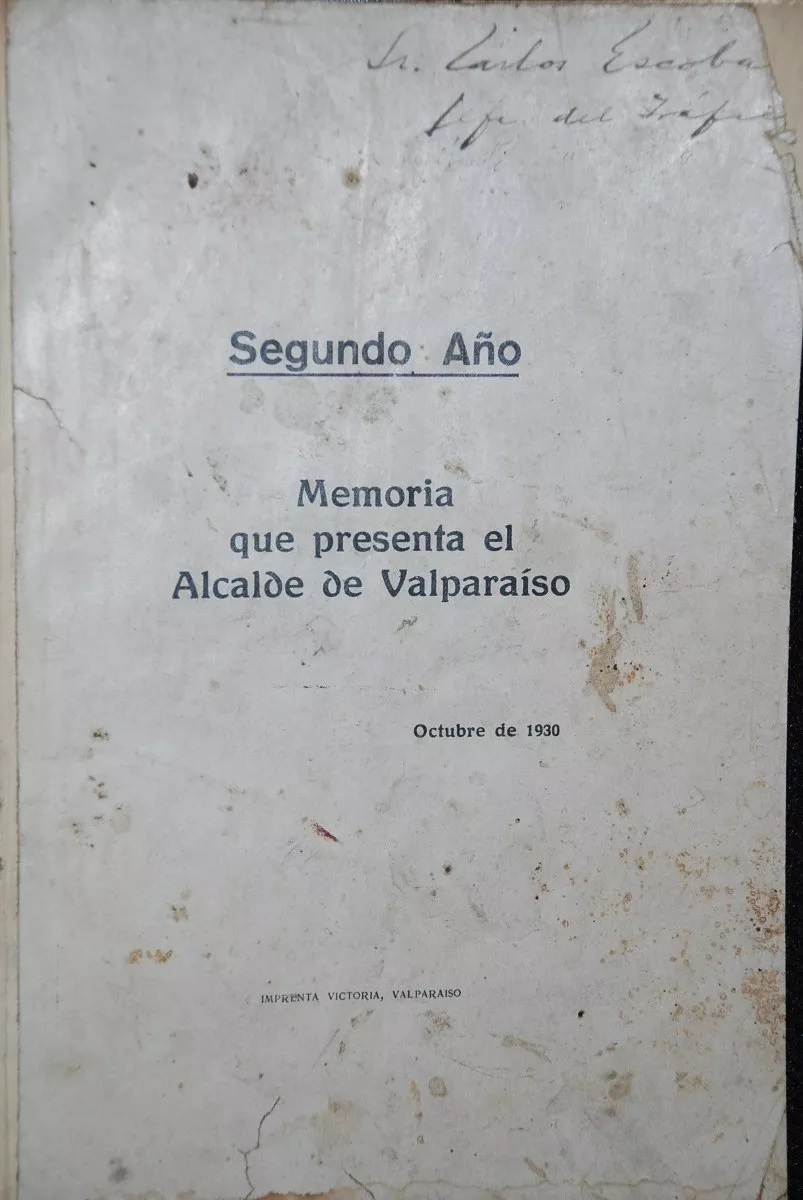 Sr. Carlos Escoba
Jefe del Tráfic
Segundo Año
Memoria
que presenta el
Alcalde de Valparaíso
Octubre de 1930
IMPRENTA VICTORIA, VALPARAISO